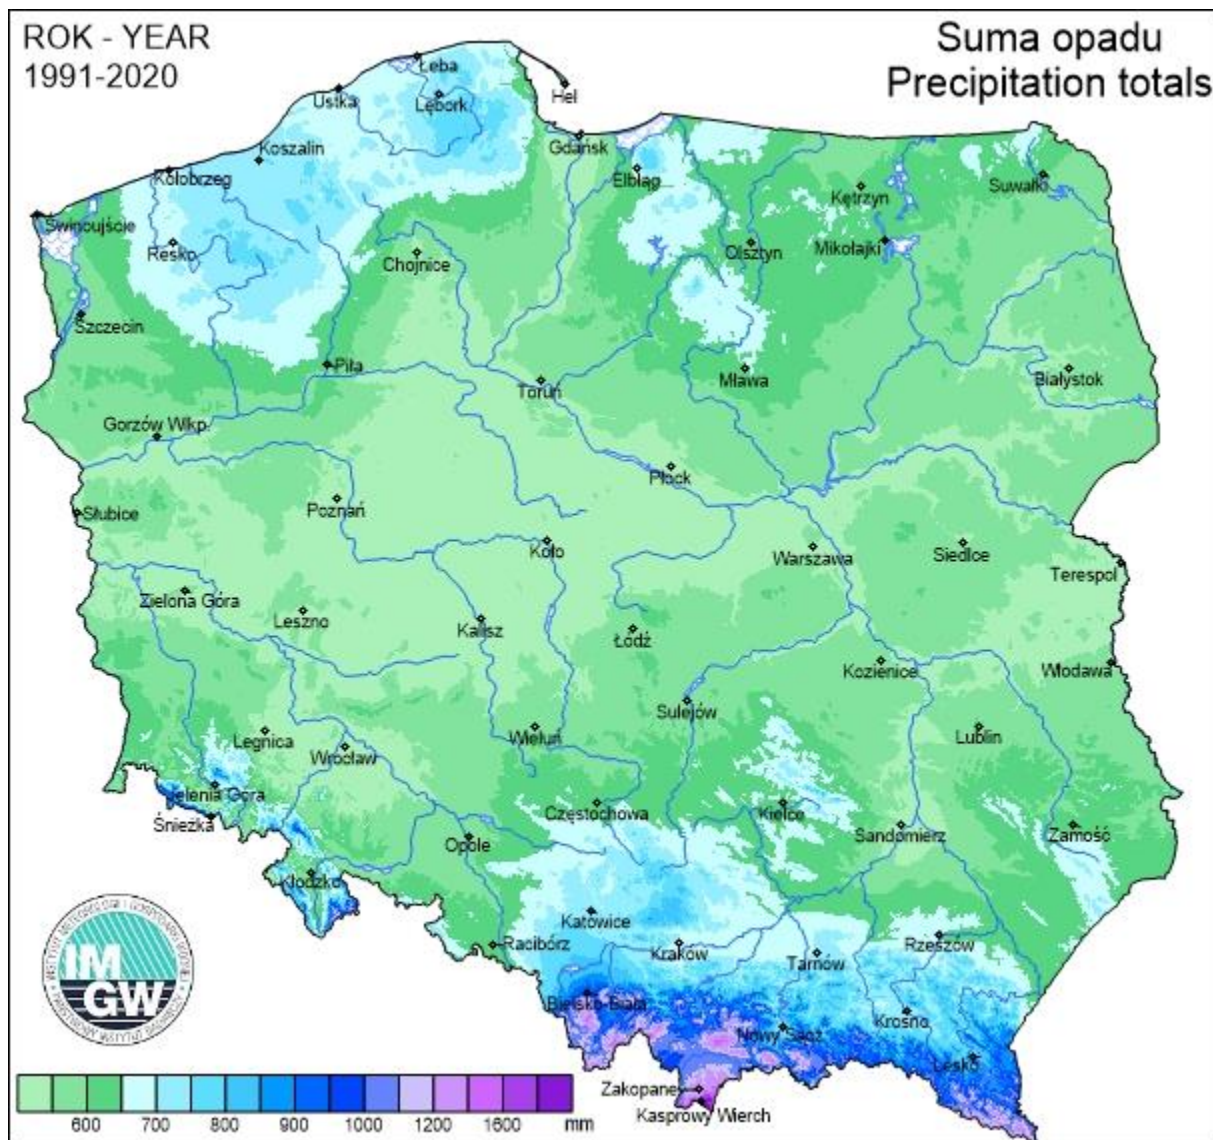 ROK - YEAR
1991-2020
Suma opadu
Precipitation totals
Łeba
Hel
Ustka
Lębork
Gdańsk
Koszalin
Kołobrzeg
Elbląg
Kętrzyn
Suwałki
Świnoujście
Resko
Chojnice
Olsztyn
Mikołajki
Szczecin
Piła
Toruń
Mława
Białystok
Gorzów Wlkp.
Płock
Słubice
Poznań
Koło
Warszawa
Siedlce
Terespol
Zielona Góra
Leszno
Kalisz
Łódź
Kozienice
Włodawa
Sulejów
Legnica
Wrocław
Wieluń
Lublin
Jelenia Góra
Śnieżka
Częstochowa
Kielce
Sandomierz
Zamość
Opole
Kłodzko
Katowice
Racibórz
Kraków
Tarnów
Rzeszów
Bielsko-Biała
Nowy Sącz
Krosno
Lesko
Zakopane
Kasprowy Wierch
IM
GW
600 700 800 900 1000 1200 1600 mm